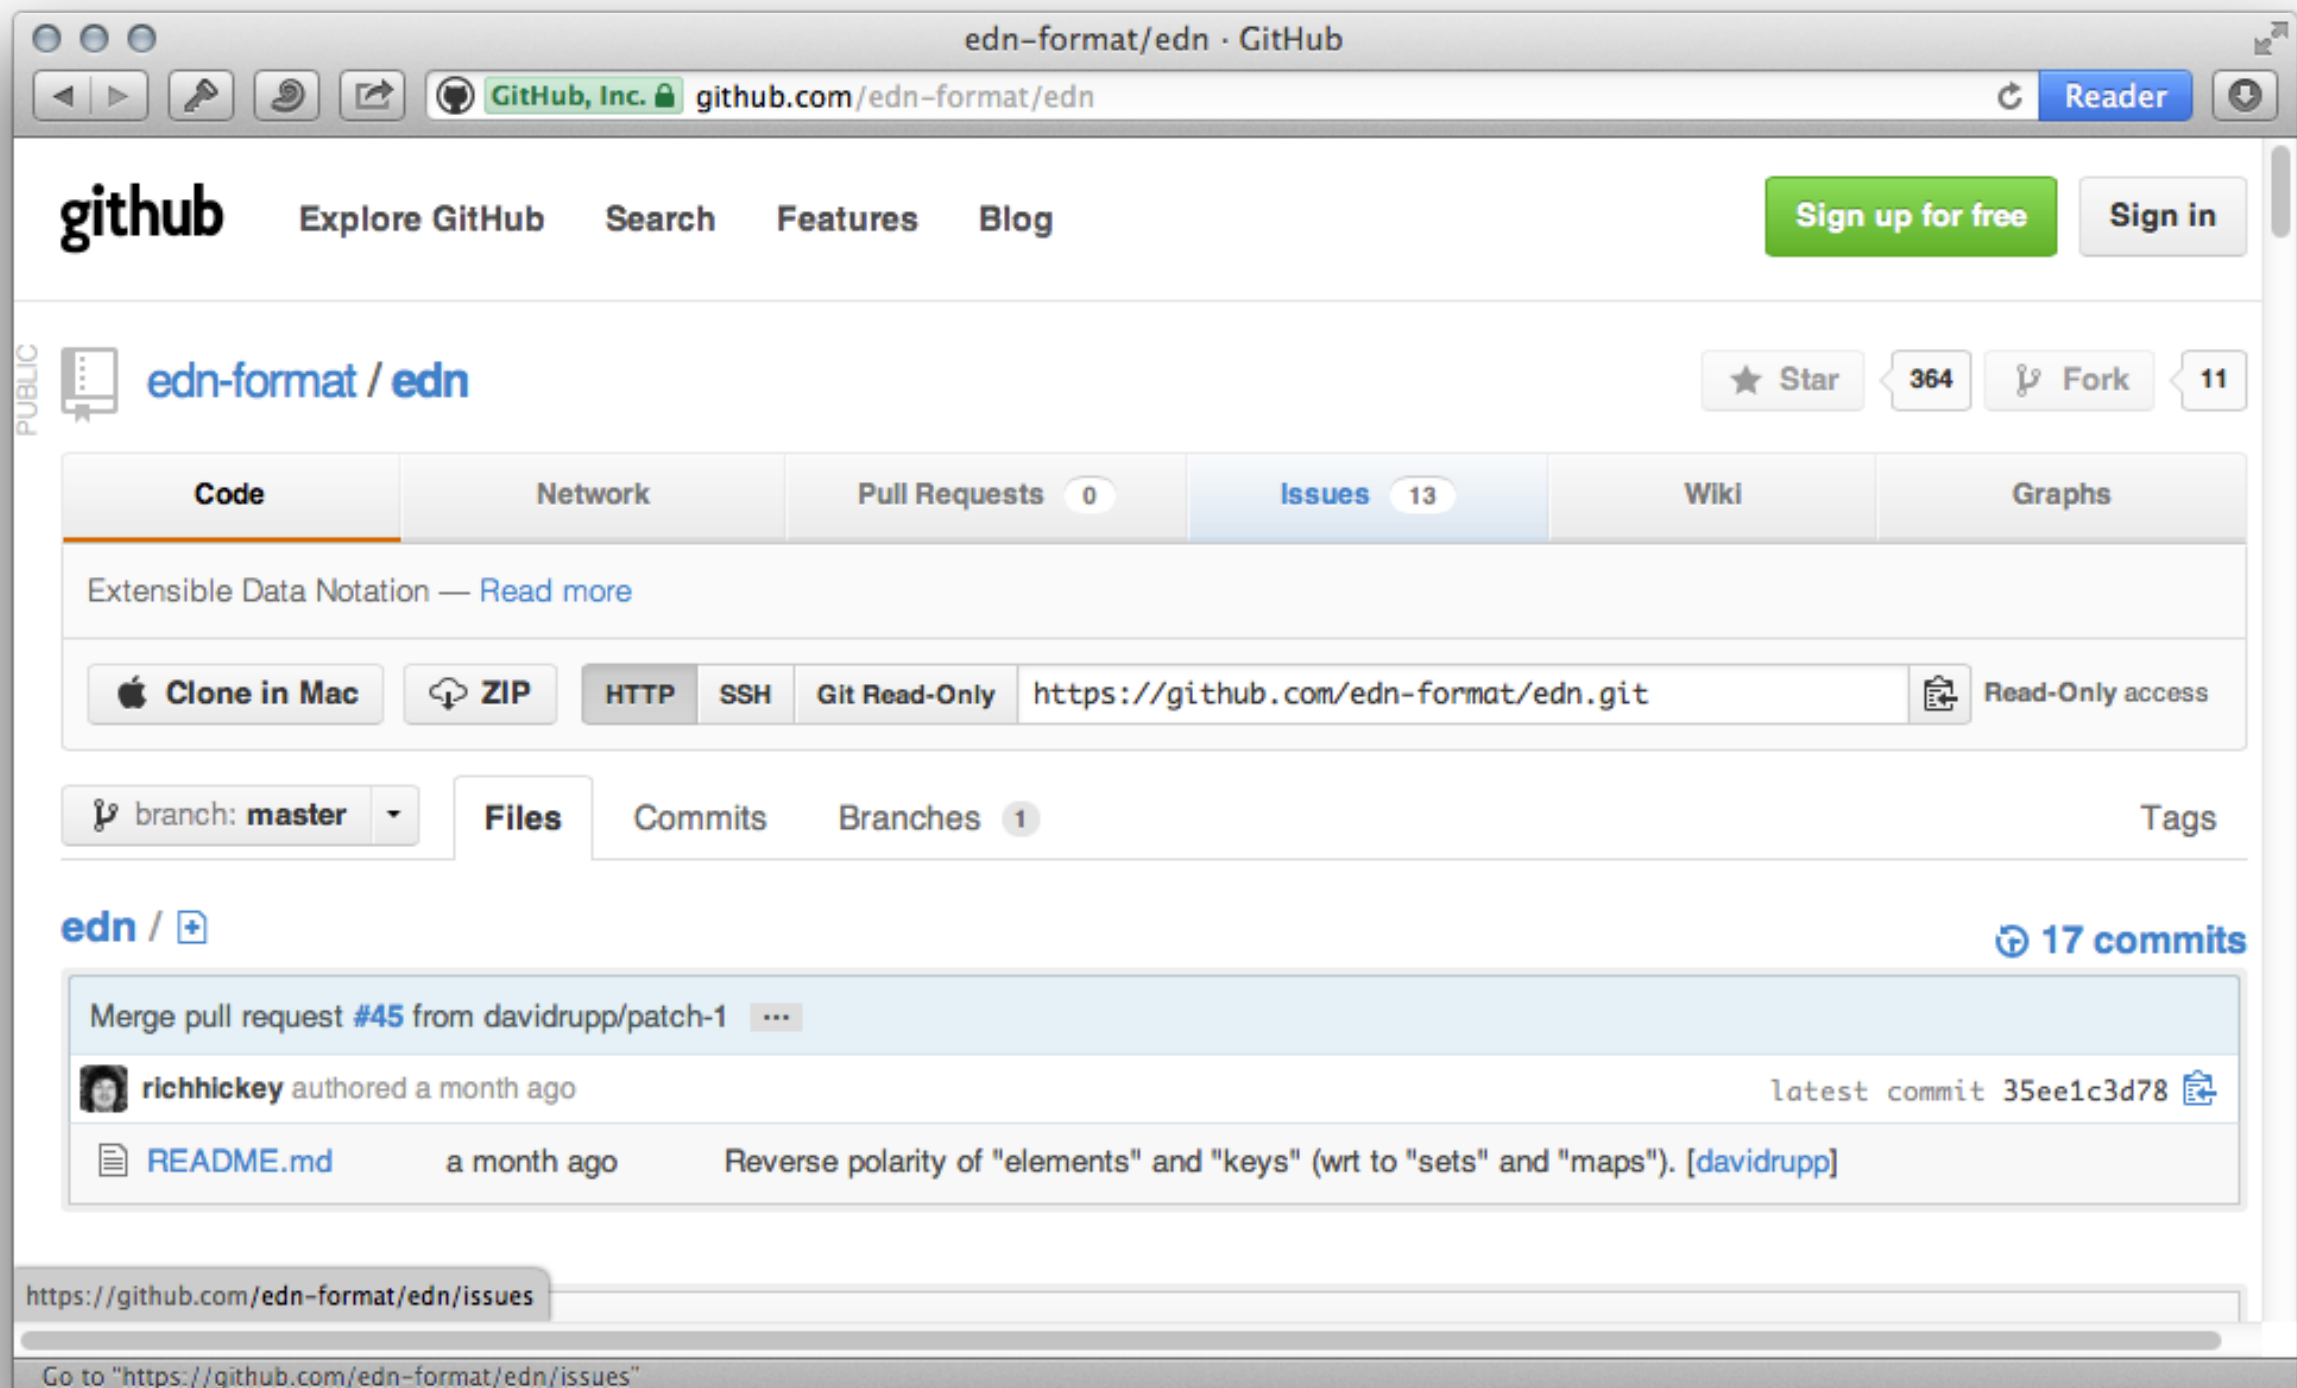 edn-format/edn · GitHub
GitHub, Inc. github.com/edn-format/edn Reader
github Explore GitHub Search Features Blog Sign up for free Sign in
PUBLIC
edn-format / edn Star 364 Fork 11
Code Network Pull Requests 0 Issues 13 Wiki Graphs
Extensible Data Notation — Read more
Clone in Mac ZIP HTTP SSH Git Read-Only https://github.com/edn-format/edn.git Read-Only access
branch: master Files Commits Branches 1 Tags
edn /
17 commits
Merge pull request #45 from davidrupp/patch-1 ...
richhickey authored a month ago latest commit 35ee1c3d78
README.md a month ago Reverse polarity of "elements" and "keys" (wrt to "sets" and "maps"). [davidrupp]
https://github.com/edn-format/edn/issues
Go to "https://github.com/edn-format/edn/issues"